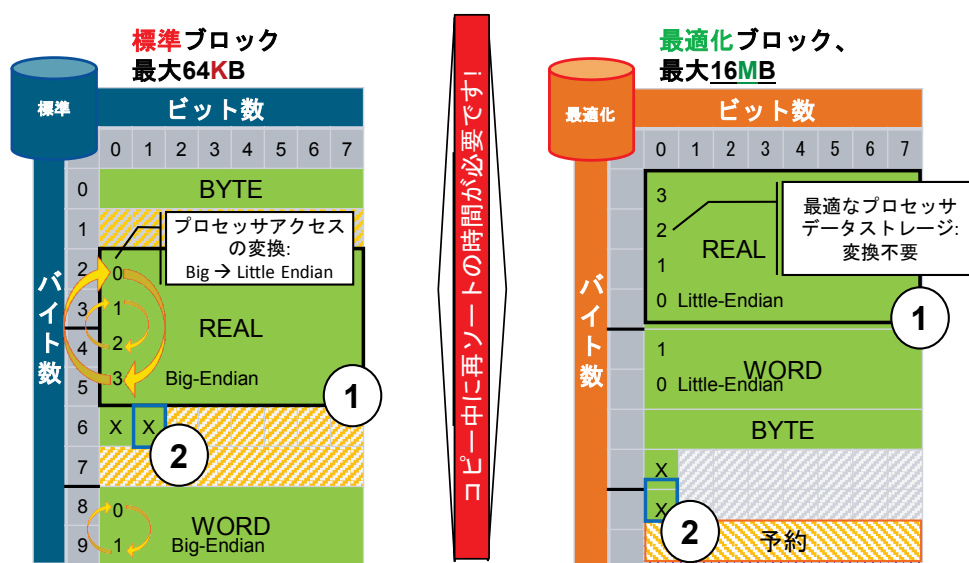 標準ブロック
最大64KB
標準
ビット数
0 1 2 3 4 5 6 7
バイト数
0 BYTE
1
プロセッサアクセス
の変換:
Big → Little Endian
2 0
3 1
REAL
4 2
5 3 Big-Endian
1
6 X X
2
7
8 0
WORD
9 1 Big-Endian
コピー中に再ソートの時間が必要です!
最適化ブロック、
最大16MB
最適化
ビット数
0 1 2 3 4 5 6 7
バイト数
3
2
REAL
最適なプロセッサ
データストレージ:
変換不要
1
0 Little-Endian
1
1
WORD
0 Little-Endian
BYTE
X
X
2
予約